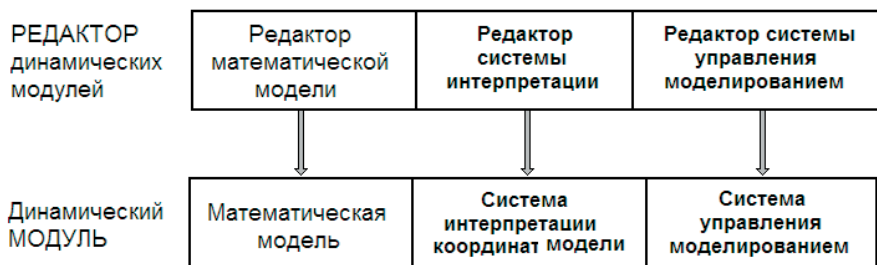 РЕДАКТОР
динамических
модулей
Редактор
математической
модели
Редактор
системы
интерпретации
Редактор системы
управления
моделированием
Динамический
МОДУЛЬ
Математическая
модель
Система
интерпретации
координат модели
Система
управления
моделированием